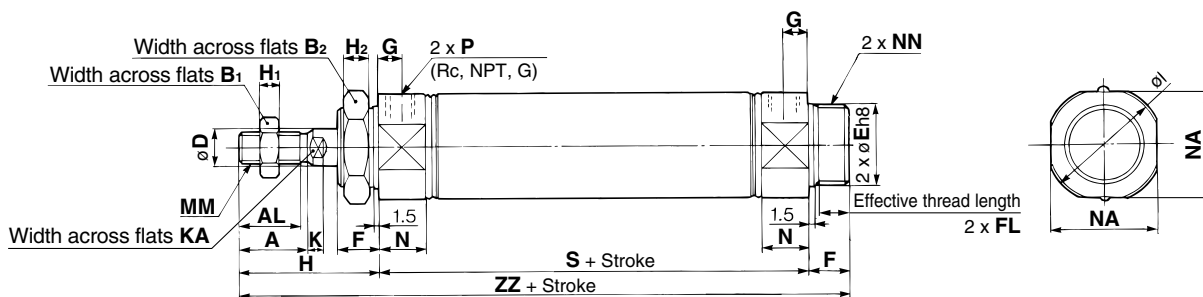 G
Width across flats B2 H2 G 2 x P 2 x NN
(Rc, NPT, G)
Width across flats B1 H1
øI
øD
2 x øEh8
NA
MM
AL
1.5
1.5
Effective thread length
2 x FL
NA
Width across flats KA
A K F N N
H S + Stroke F
ZZ + Stroke